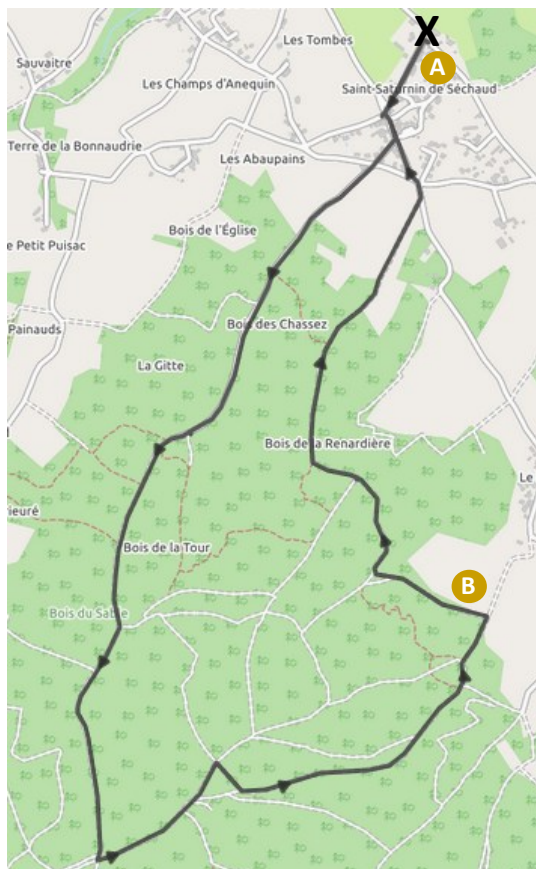 X
Les Tombes
Sauvaitre
A
Les Champs d'Anequin
Saint-Saturnin de Séchaud
Terre de la Bonnaudrie
Les Abaupains
Bois de l'Église
e Petit Puisac
Bois des Chassez
Painauds
La Gitte
Bois de la Renardière
Le
rieuré
Bois de la Tour
B
Bois du Sable